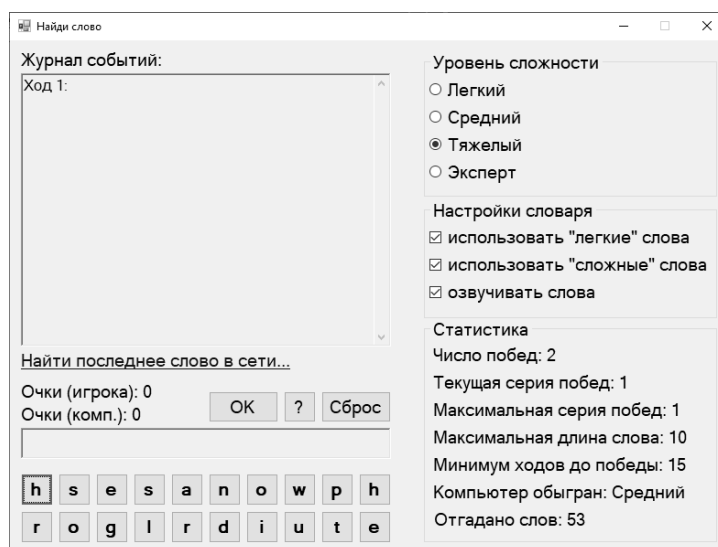 Найди слово
Журнал событий:
Ход 1:
Найти последнее слово в сети...
Очки (игрока): 0
Очки (комп.): 0
OK ? Сброс
h s e s a n o w p h
r o g l r d i u t e
Уровень сложности
Легкий
Средний
Тяжелый
Эксперт
Настройки словаря
использовать "легкие" слова
использовать "сложные" слова
озвучивать слова
Статистика
Число побед: 2
Текущая серия побед: 1
Максимальная серия побед: 1
Максимальная длина слова: 10
Минимум ходов до победы: 15
Компьютер обыгран: Средний
Отгадано слов: 53